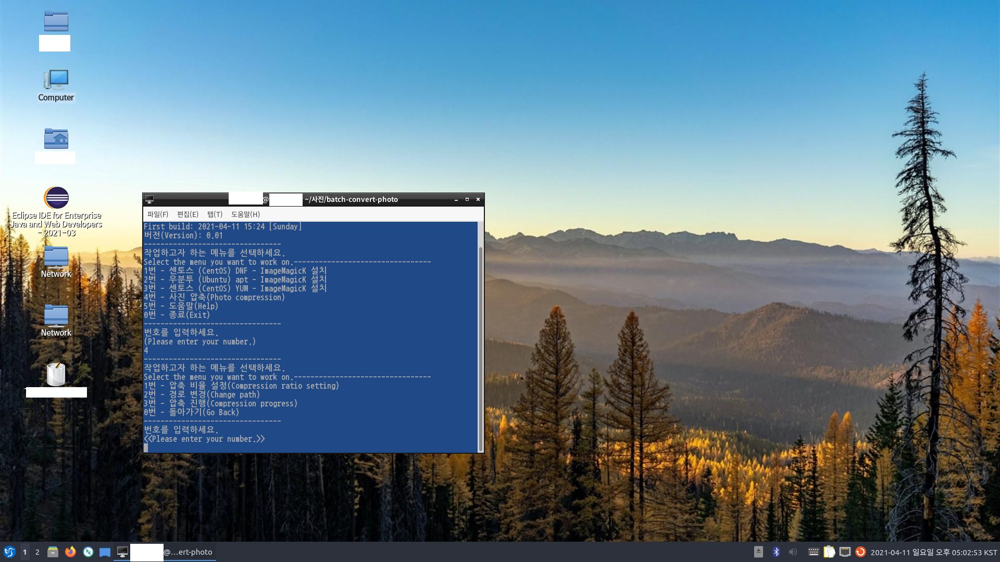 Computer
Eclipse IDE for Enterprise
Java and Web Developers
- 2021-03
Network
Network
@ ~/사진/batch-convert-photo
파일(F) 편집(E) 탭(T) 도움말(H)
First build: 2021-04-11 15:24 [Sunday]
버전(Version): 0.01
---------------------------------
작업하고자 하는 메뉴를 선택하세요.
Select the menu you want to work on.---------------------------------
1번 - 센토스 (CentOS) DNF - ImageMagicK 설치
2번 - 우분투 (Ubuntu) apt - ImageMagicK 설치
3번 - 센토스 (CentOS) YUM - ImageMagicK 설치
4번 - 사진 압축(Photo compression)
5번 - 도움말(Help)
0번 - 종료(Exit)
---------------------------------
번호를 입력하세요.
(Please enter your number.)
4
---------------------------------
작업하고자 하는 메뉴를 선택하세요.
Select the menu you want to work on.---------------------------------
1번 - 압축 비율 설정(Compression ratio setting)
2번 - 경로 변경(Change path)
3번 - 압축 진행(Compression progress)
0번 - 돌아가기(Go Back)
---------------------------------
번호를 입력하세요.
<<Please enter your number.>>
1 2 @...ert-photo 2021-04-11 일요일 오후 05:02:53 KST